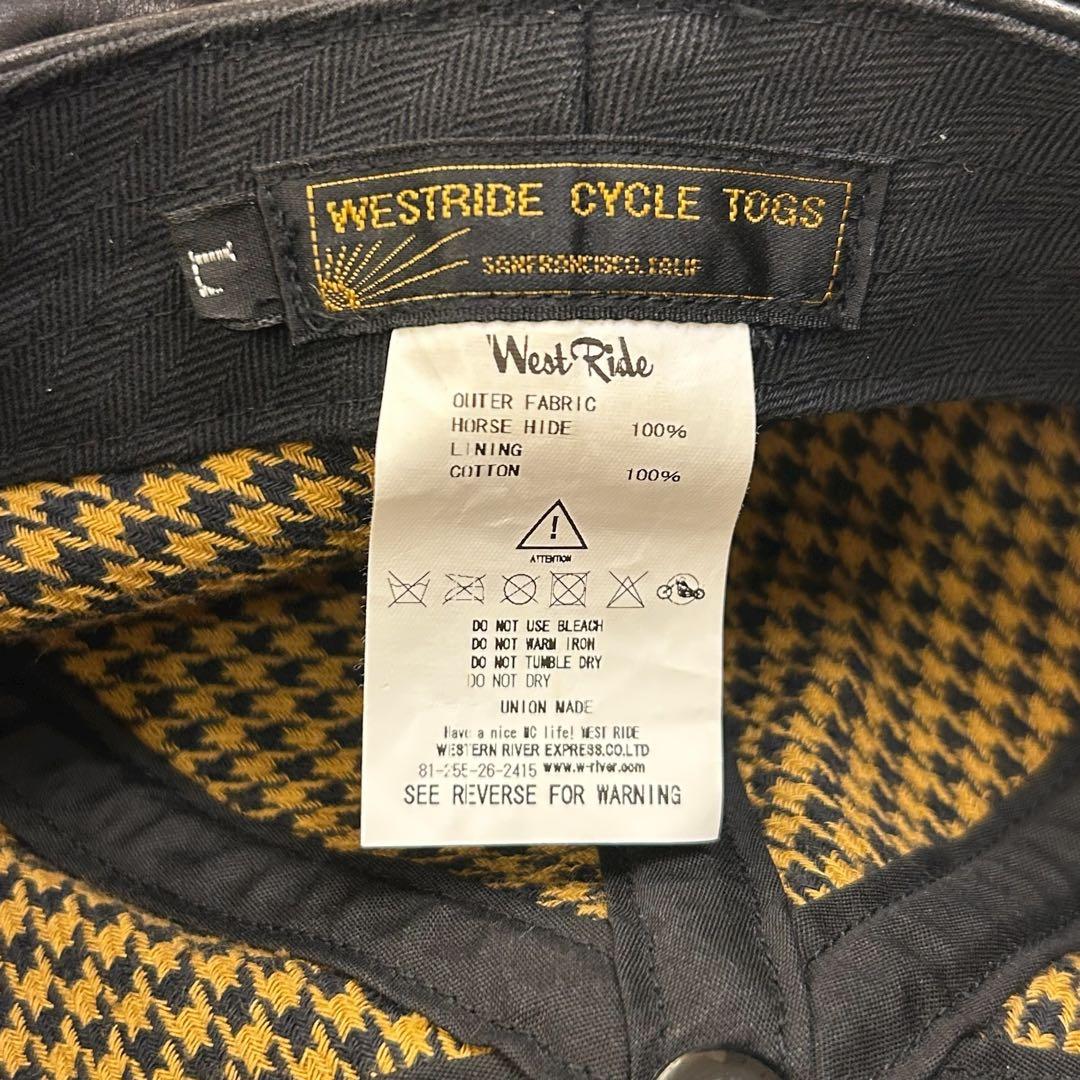 WESTRIDE CYCLE TOGS
SANFRANCISCO.IALIF
L
West Ride
OUTER FABRIC
HORSE HIDE 100%
LINING
COTTON 100%
!
ATTENTION
DO NOT USE BLEACH
DO NOT WARM IRON
DO NOT TUMBLE DRY
DO NOT DRY
UNION MADE
Have a nice MC life! WEST RIDE
WESTERN RIVER EXPRESS.CO.LTD
81-255-26-2415 www.w-river.com
SEE REVERSE FOR WARNING